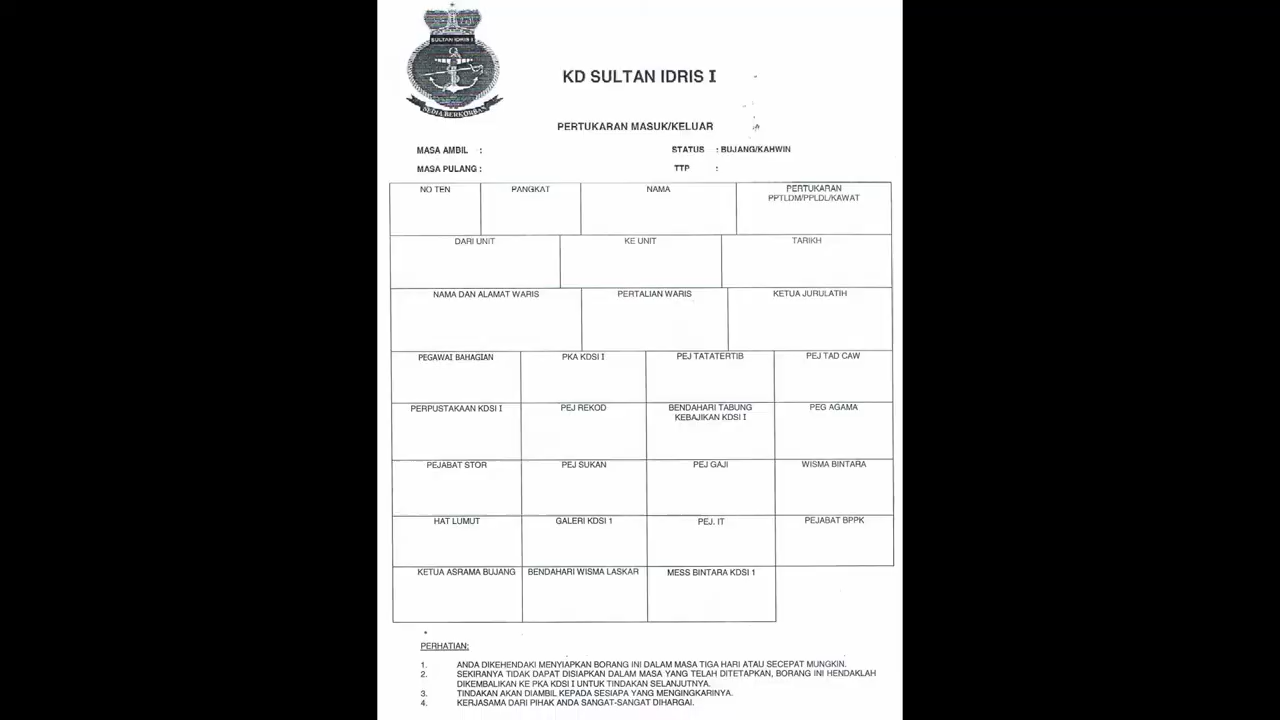 SULTAN IDRIS I
SEDIA BERKORBAN
KD SULTAN IDRIS I
PERTUKARAN MASUK/KELUAR
MASA AMBIL :
STATUS : BUJANG/KAHWIN
MASA PULANG :
TTP :
NO TEN
PANGKAT
NAMA
PERTUKARAN
PPTLDM/PPLDL/KAWAT
DARI UNIT
KE UNIT
TARIKH
NAMA DAN ALAMAT WARIS
PERTALIAN WARIS
KETUA JURULATIH
PEGAWAI BAHAGIAN
PKA KDSI I
PEJ TATATERTIB
PEJ TAD CAW
PERPUSTAKAAN KDSI I
PEJ REKOD
BENDAHARI TABUNG
KEBAJIKAN KDSI I
PEG AGAMA
PEJABAT STOR
PEJ SUKAN
PEJ GAJI
WISMA BINTARA
HAT LUMUT
GALERI KDSI 1
PEJ. IT
PEJABAT BPPK
KETUA ASRAMA BUJANG
BENDAHARI WISMA LASKAR
MESS BINTARA KDSI 1
PERHATIAN:
1. ANDA DIKEHENDAKI MENYIAPKAN BORANG INI DALAM MASA TIGA HARI ATAU SECEPAT MUNGKIN.
2. SEKIRANYA TIDAK DAPAT DISIAPKAN DALAM MASA YANG TELAH DITETAPKAN, BORANG INI HENDAKLAH
DIKEMBALIKAN KE PKA KDSI I UNTUK TINDAKAN SELANJUTNYA.
3. TINDAKAN AKAN DIAMBIL KEPADA SESIAPA YANG MENGINGKARINYA.
4. KERJASAMA DARI PIHAK ANDA SANGAT-SANGAT DIHARGAI.